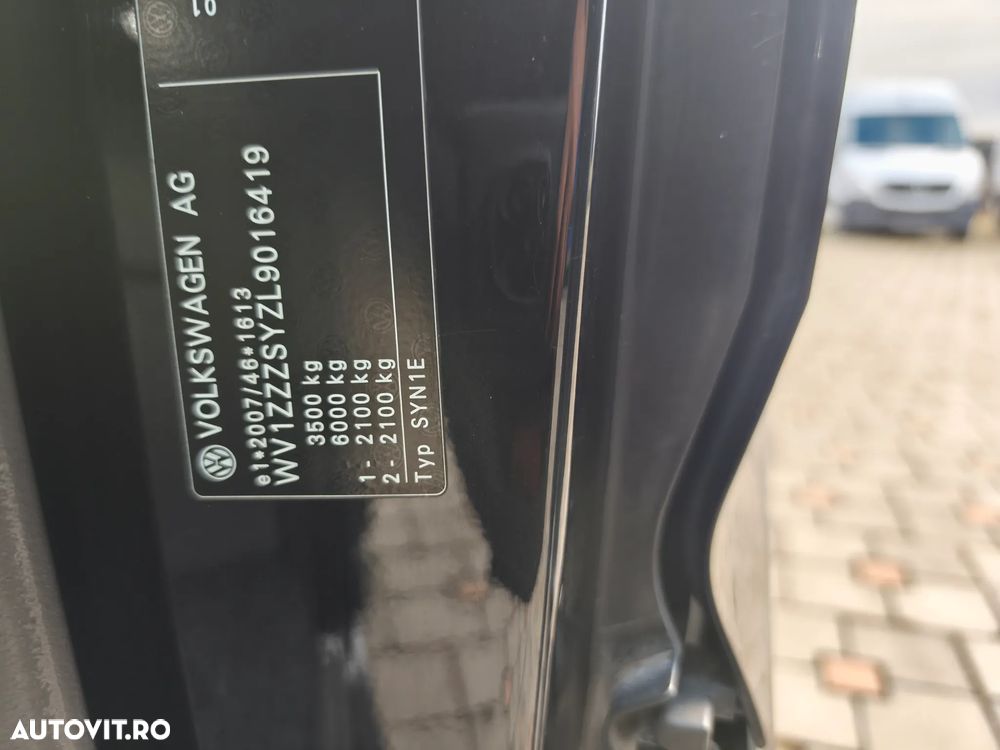 VOLKSWAGEN AG
e1*2007/46*1613
WV1ZZZSYZL9016419
3500 kg
6000 kg
1 - 2100 kg
2 - 2100 kg
Typ SYN1E
AUTOVIT.RO